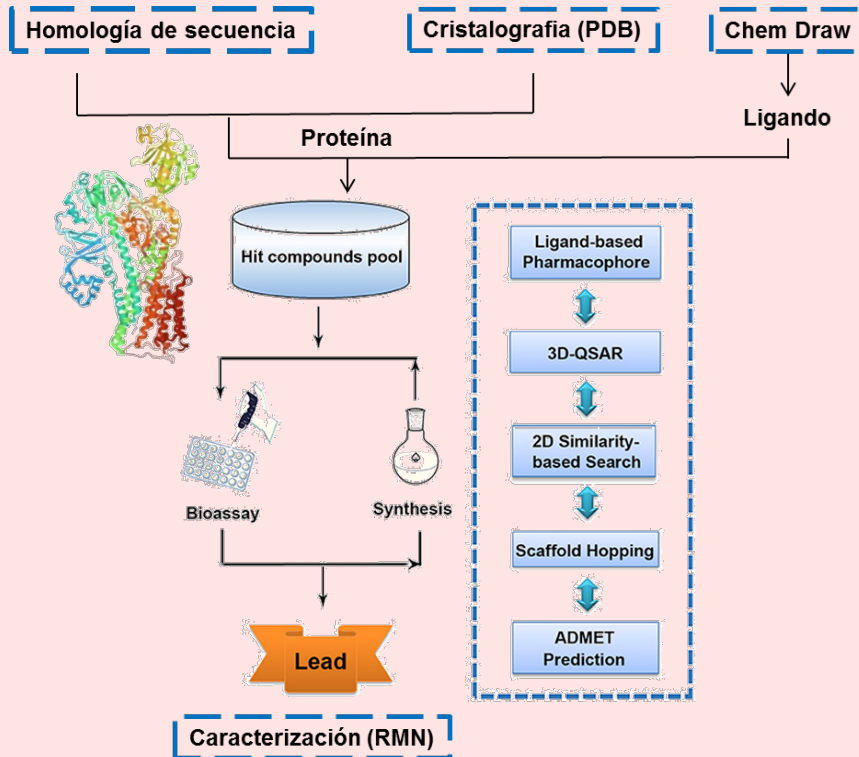 Homología de secuencia
Cristalografia (PDB)
Chem Draw
Ligando
Proteína
Hit compounds pool
Bioassay
Synthesis
Lead
Caracterización (RMN)
Ligand-based
Pharmacophore
3D-QSAR
2D Similarity-
based Search
Scaffold Hopping
ADMET
Prediction